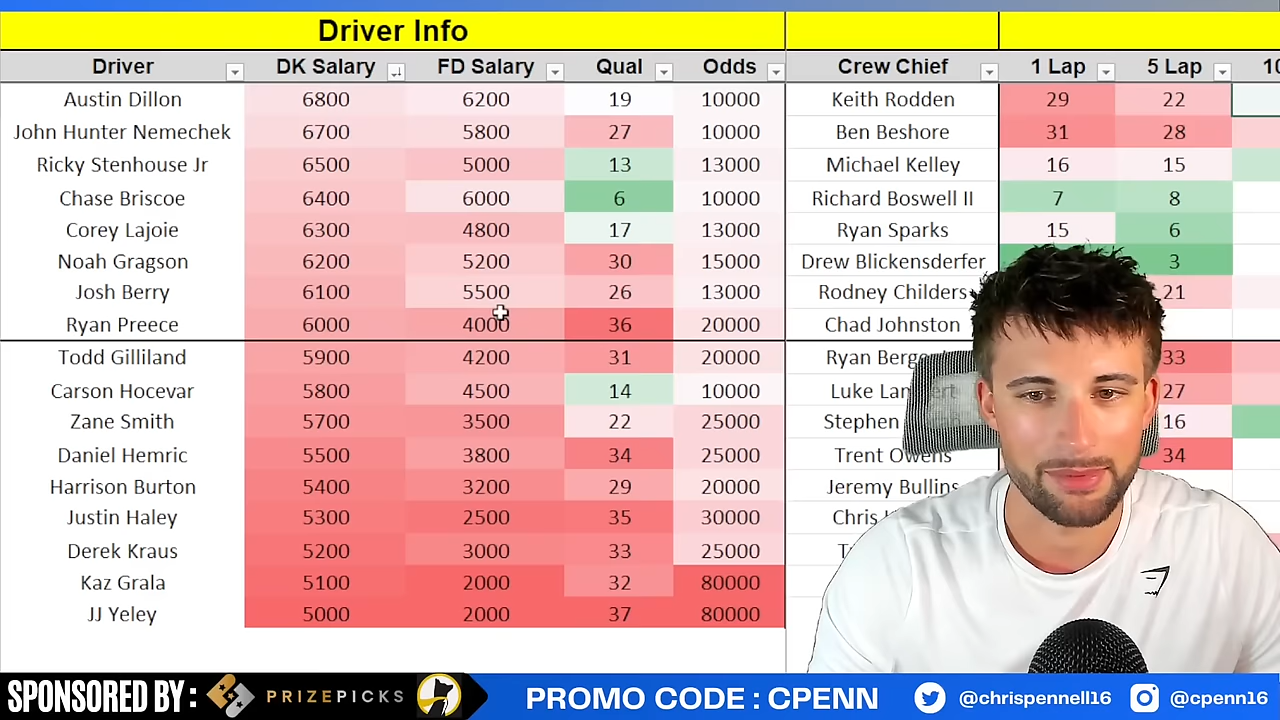 Driver Info
Driver DK Salary FD Salary Qual Odds Crew Chief 1 Lap 5 Lap
Austin Dillon 6800 6200 19 10000 Keith Rodden 29 22
John Hunter Nemechek 6700 5800 27 10000 Ben Beshore 31 28
Ricky Stenhouse Jr 6500 5000 13 13000 Michael Kelley 16 15
Chase Briscoe 6400 6000 6 10000 Richard Boswell II 7 8
Corey Lajoie 6300 4800 17 13000 Ryan Sparks 15 6
Noah Gragson 6200 5200 30 15000 Drew Blickensderfer 3
Josh Berry 6100 5500 26 13000 Rodney Childers 21
Ryan Preece 6000 4000 36 20000 Chad Johnston
Todd Gilliland 5900 4200 31 20000 Ryan 33
Carson Hocevar 5800 4500 14 10000 Luke 27
Zane Smith 5700 3500 22 25000 Stephen 16
Daniel Hemric 5500 3800 34 25000 Trent Owens 34
Harrison Burton 5400 3200 29 20000 Jeremy Bullins
Justin Haley 5300 2500 35 30000 Chris
Derek Kraus 5200 3000 33 25000
Kaz Grala 5100 2000 32 80000
JJ Yeley 5000 2000 37 80000
SPONSORED BY : PRIZEPICKS PROMO CODE : CPENN @chrispennell16 @cpenn16